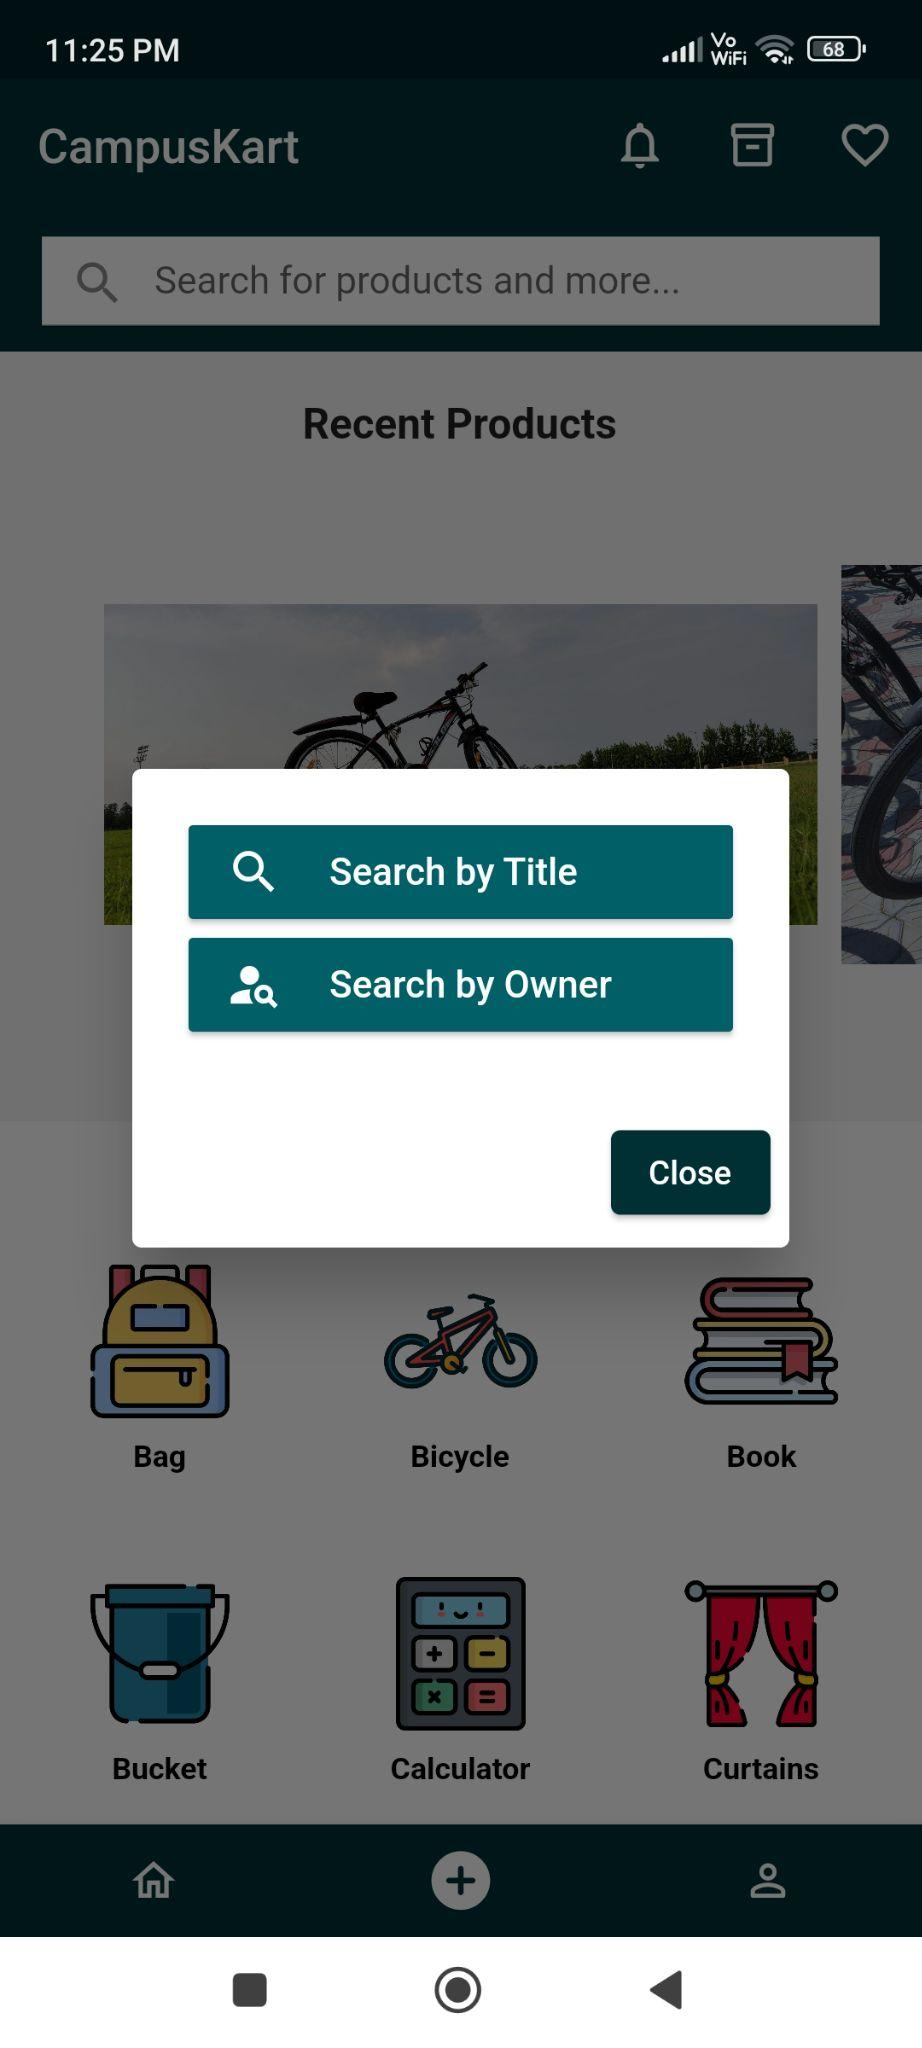 11:25 PM
Vo
WiFi
68
CampusKart
Search for products and more...
Recent Products
Search by Title
Search by Owner
Close
Bag
Bicycle
Book
Bucket
Calculator
Curtains